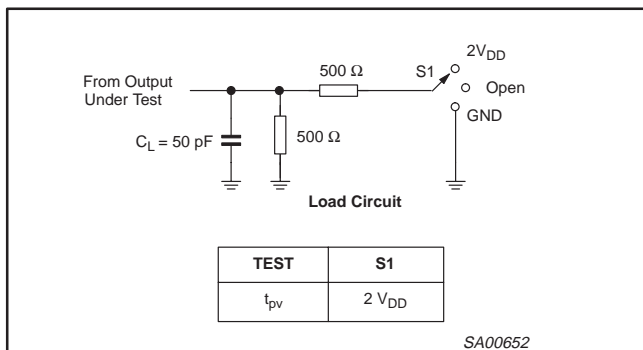 2V_DD
500 Ω
S1
From Output
Under Test
Open
GND
C_L = 50 pF
500 Ω
Load Circuit
TEST S1
t_pv 2 V_DD
SA00652